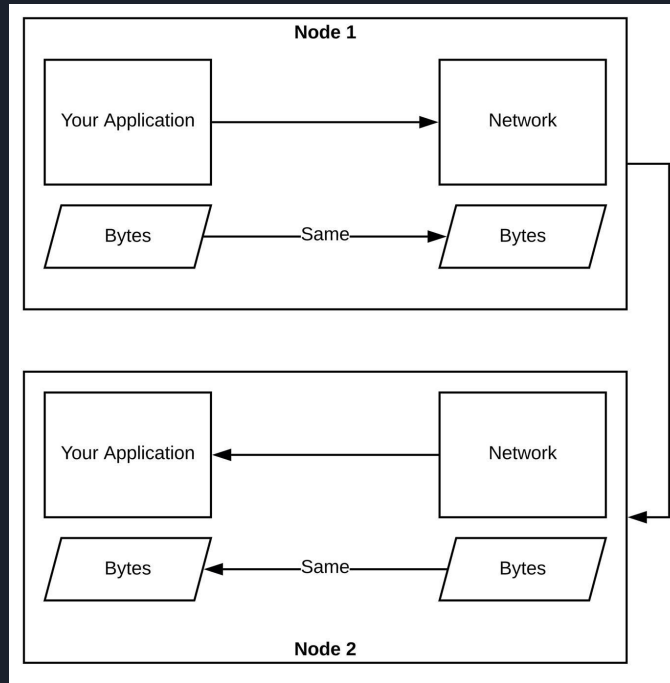 Node 1
Your Application
Network
Bytes
Same
Bytes
Your Application
Network
Bytes
Same
Bytes
Node 2